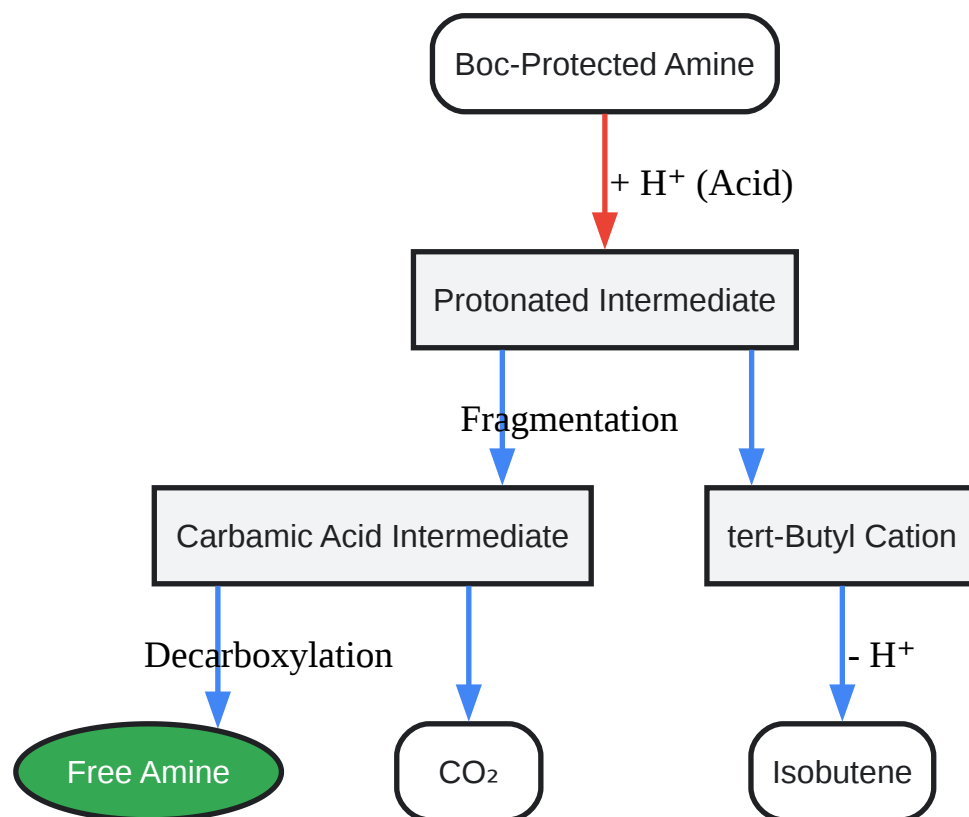 Boc-Protected Amine
+ H⁺ (Acid)
Protonated Intermediate
Fragmentation
Carbamic Acid Intermediate
tert-Butyl Cation
Decarboxylation
- H⁺
Free Amine
CO₂
Isobutene